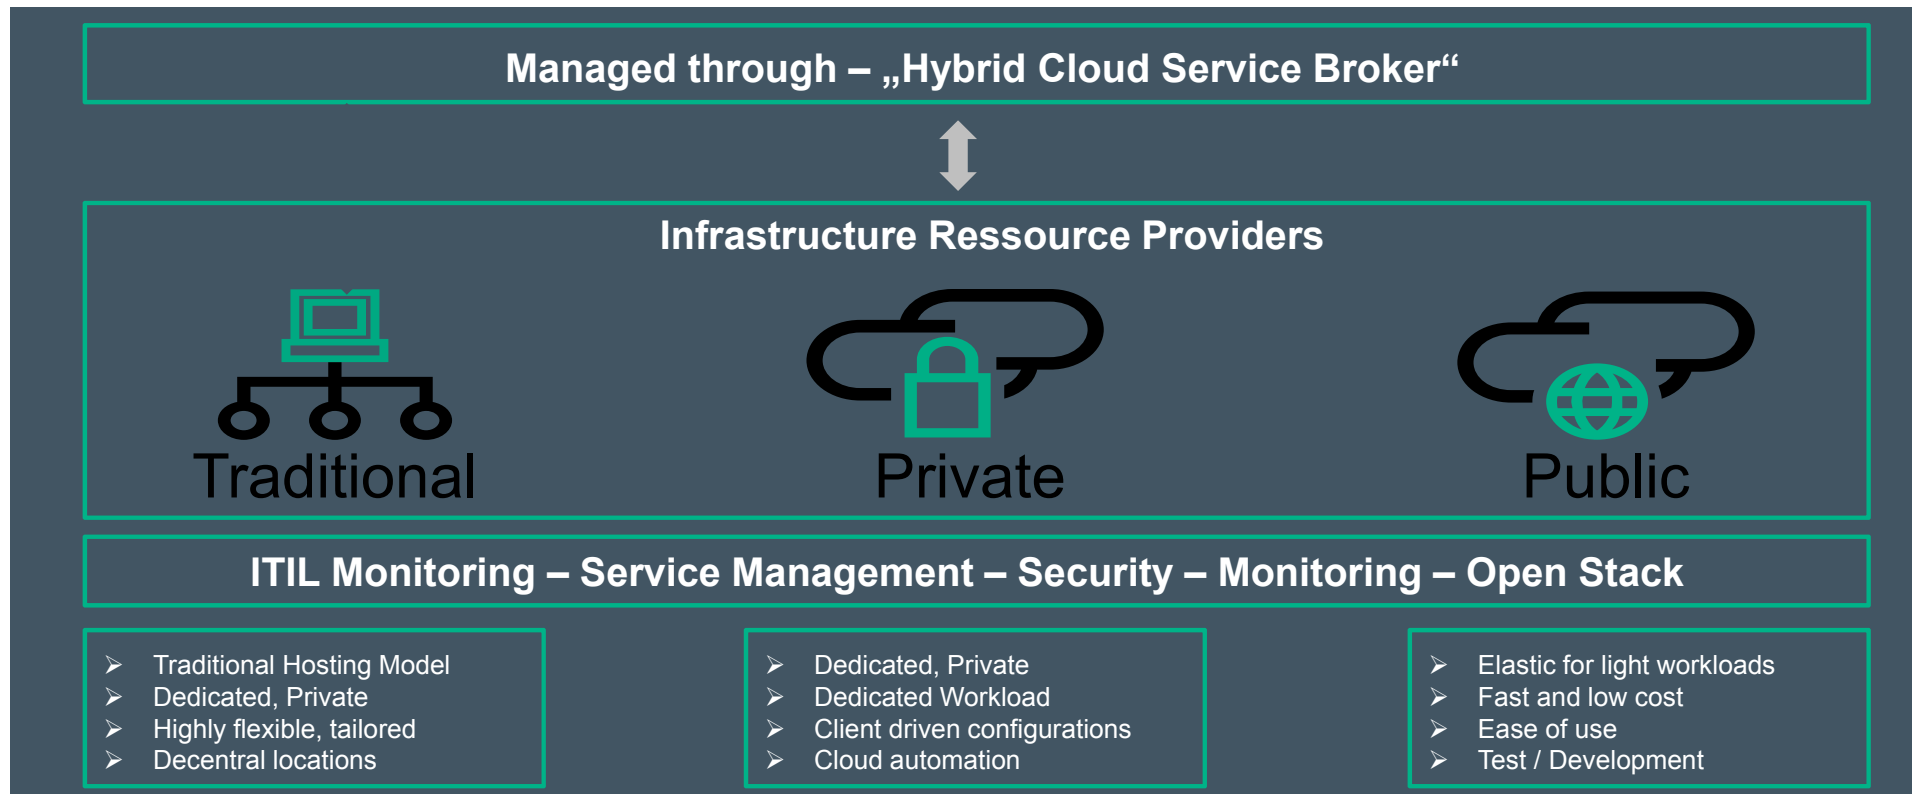 Managed through – „Hybrid Cloud Service Broker“
Infrastructure Ressource Providers
Traditional
Private
Public
ITIL Monitoring – Service Management – Security – Monitoring – Open Stack
➢ Traditional Hosting Model
➢ Dedicated, Private
➢ Highly flexible, tailored
➢ Decentral locations
➢ Dedicated, Private
➢ Dedicated Workload
➢ Client driven configurations
➢ Cloud automation
➢ Elastic for light workloads
➢ Fast and low cost
➢ Ease of use
➢ Test / Development